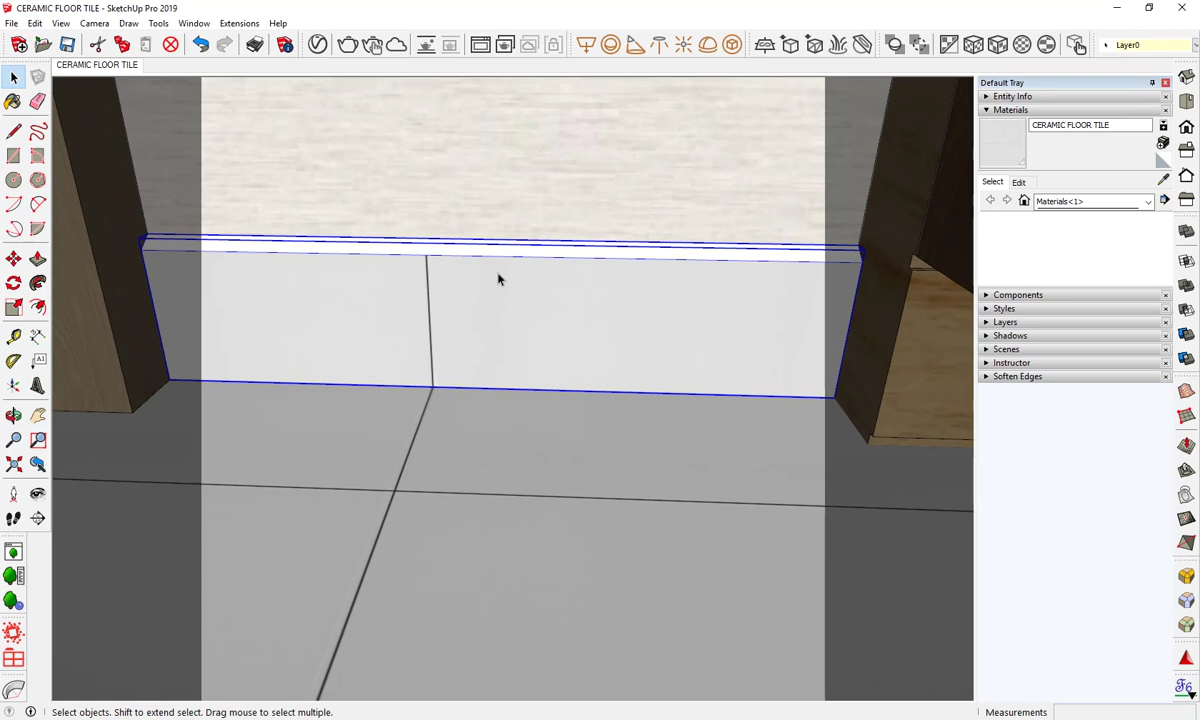 CERAMIC FLOOR TILE - SketchUp Pro 2019
File Edit View Camera Draw Tools Window Extensions Help
Layer0
CERAMIC FLOOR TILE
Default Tray
Entity Info
Materials
CERAMIC FLOOR TILE
Select Edit
Materials<1>
Components
Styles
Layers
Shadows
Scenes
Instructor
Soften Edges
A1
F6
Select objects. Shift to extend select. Drag mouse to select multiple.
Measurements